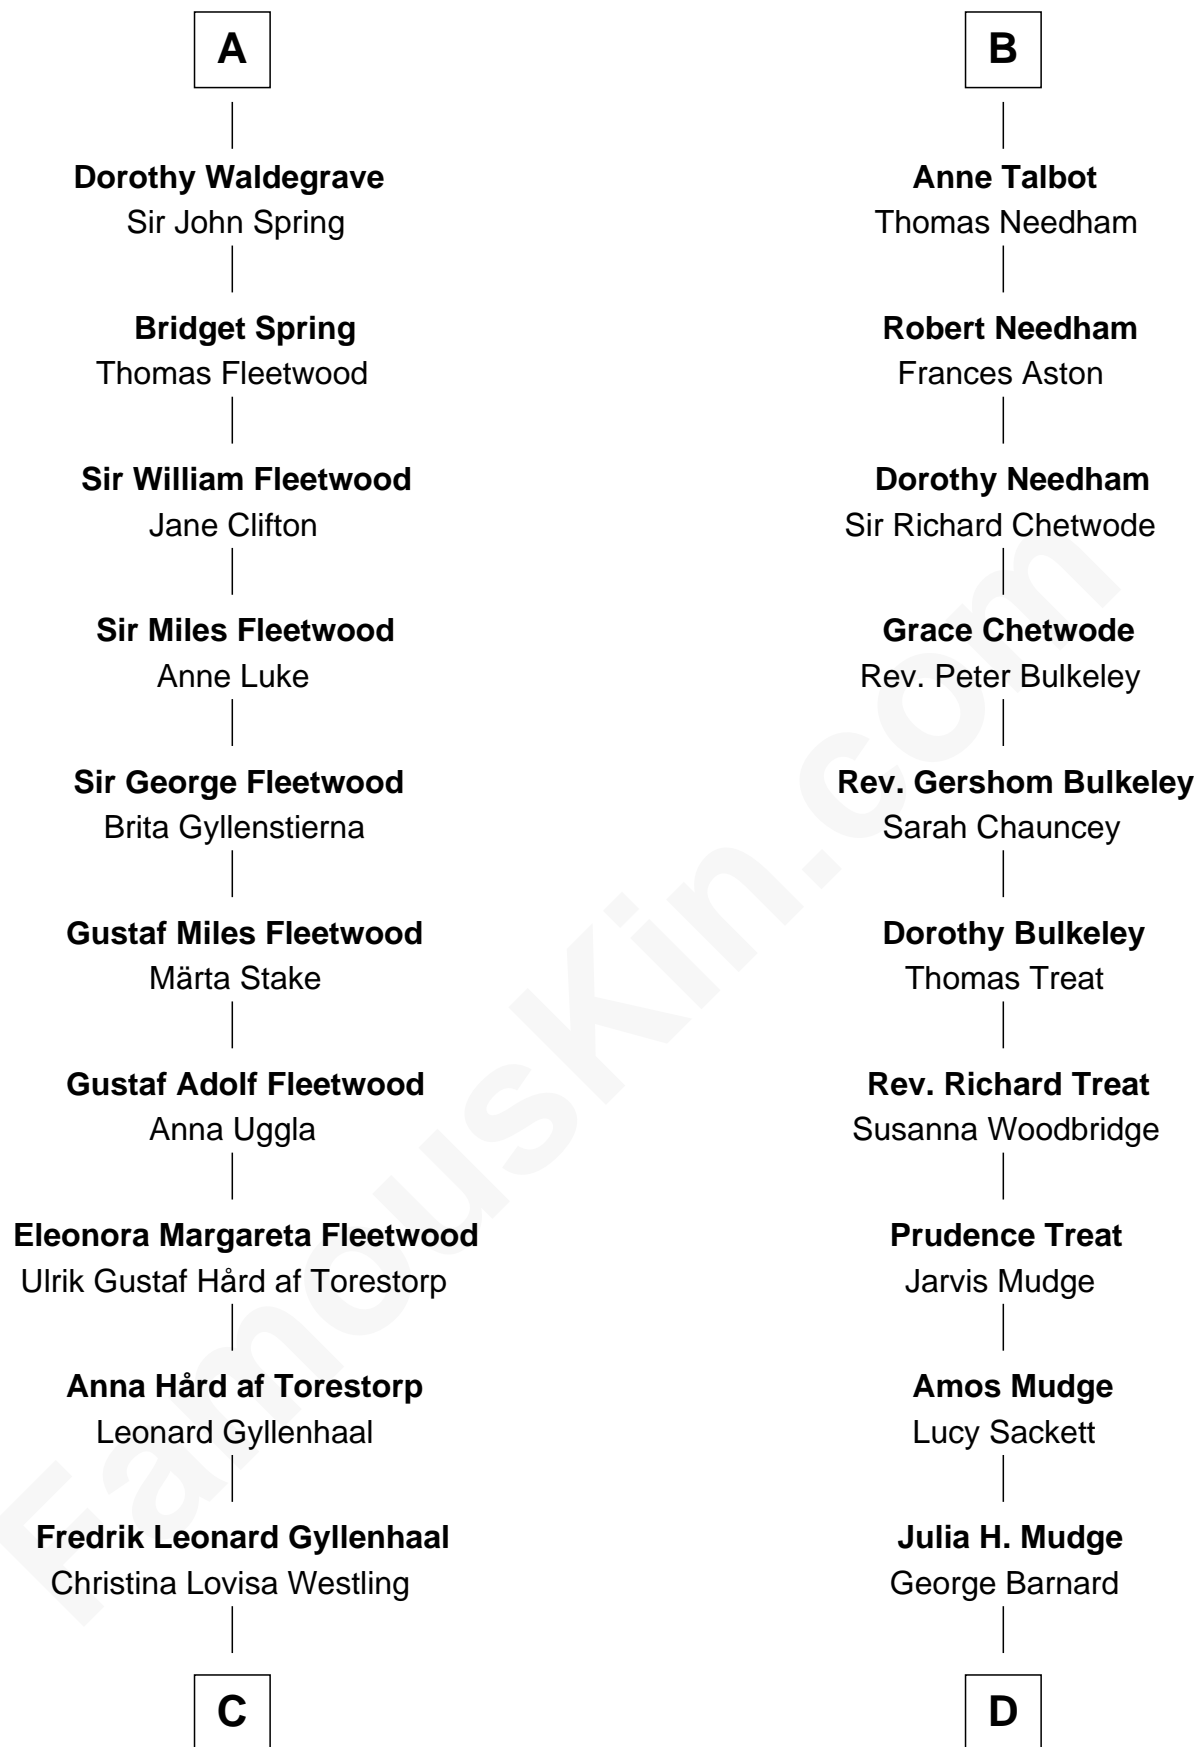 A
Dorothy Waldegrave
Sir John Spring
Bridget Spring
Thomas Fleetwood
Sir William Fleetwood
Jane Clifton
Sir Miles Fleetwood
Anne Luke
Sir George Fleetwood
Brita Gyllenstierna
Gustaf Miles Fleetwood
Märta Stake
Gustaf Adolf Fleetwood
Anna Uggla
Eleonora Margareta Fleetwood
Ulrik Gustaf Hård af Torestorp
Anna Hård af Torestorp
Leonard Gyllenhaal
Fredrik Leonard Gyllenhaal
Christina Lovisa Westling
C
B
Anne Talbot
Thomas Needham
Robert Needham
Frances Aston
Dorothy Needham
Sir Richard Chetwode
Grace Chetwode
Rev. Peter Bulkeley
Rev. Gershom Bulkeley
Sarah Chauncey
Dorothy Bulkeley
Thomas Treat
Rev. Richard Treat
Susanna Woodbridge
Prudence Treat
Jarvis Mudge
Amos Mudge
Lucy Sackett
Julia H. Mudge
George Barnard
D
FamousKin.com